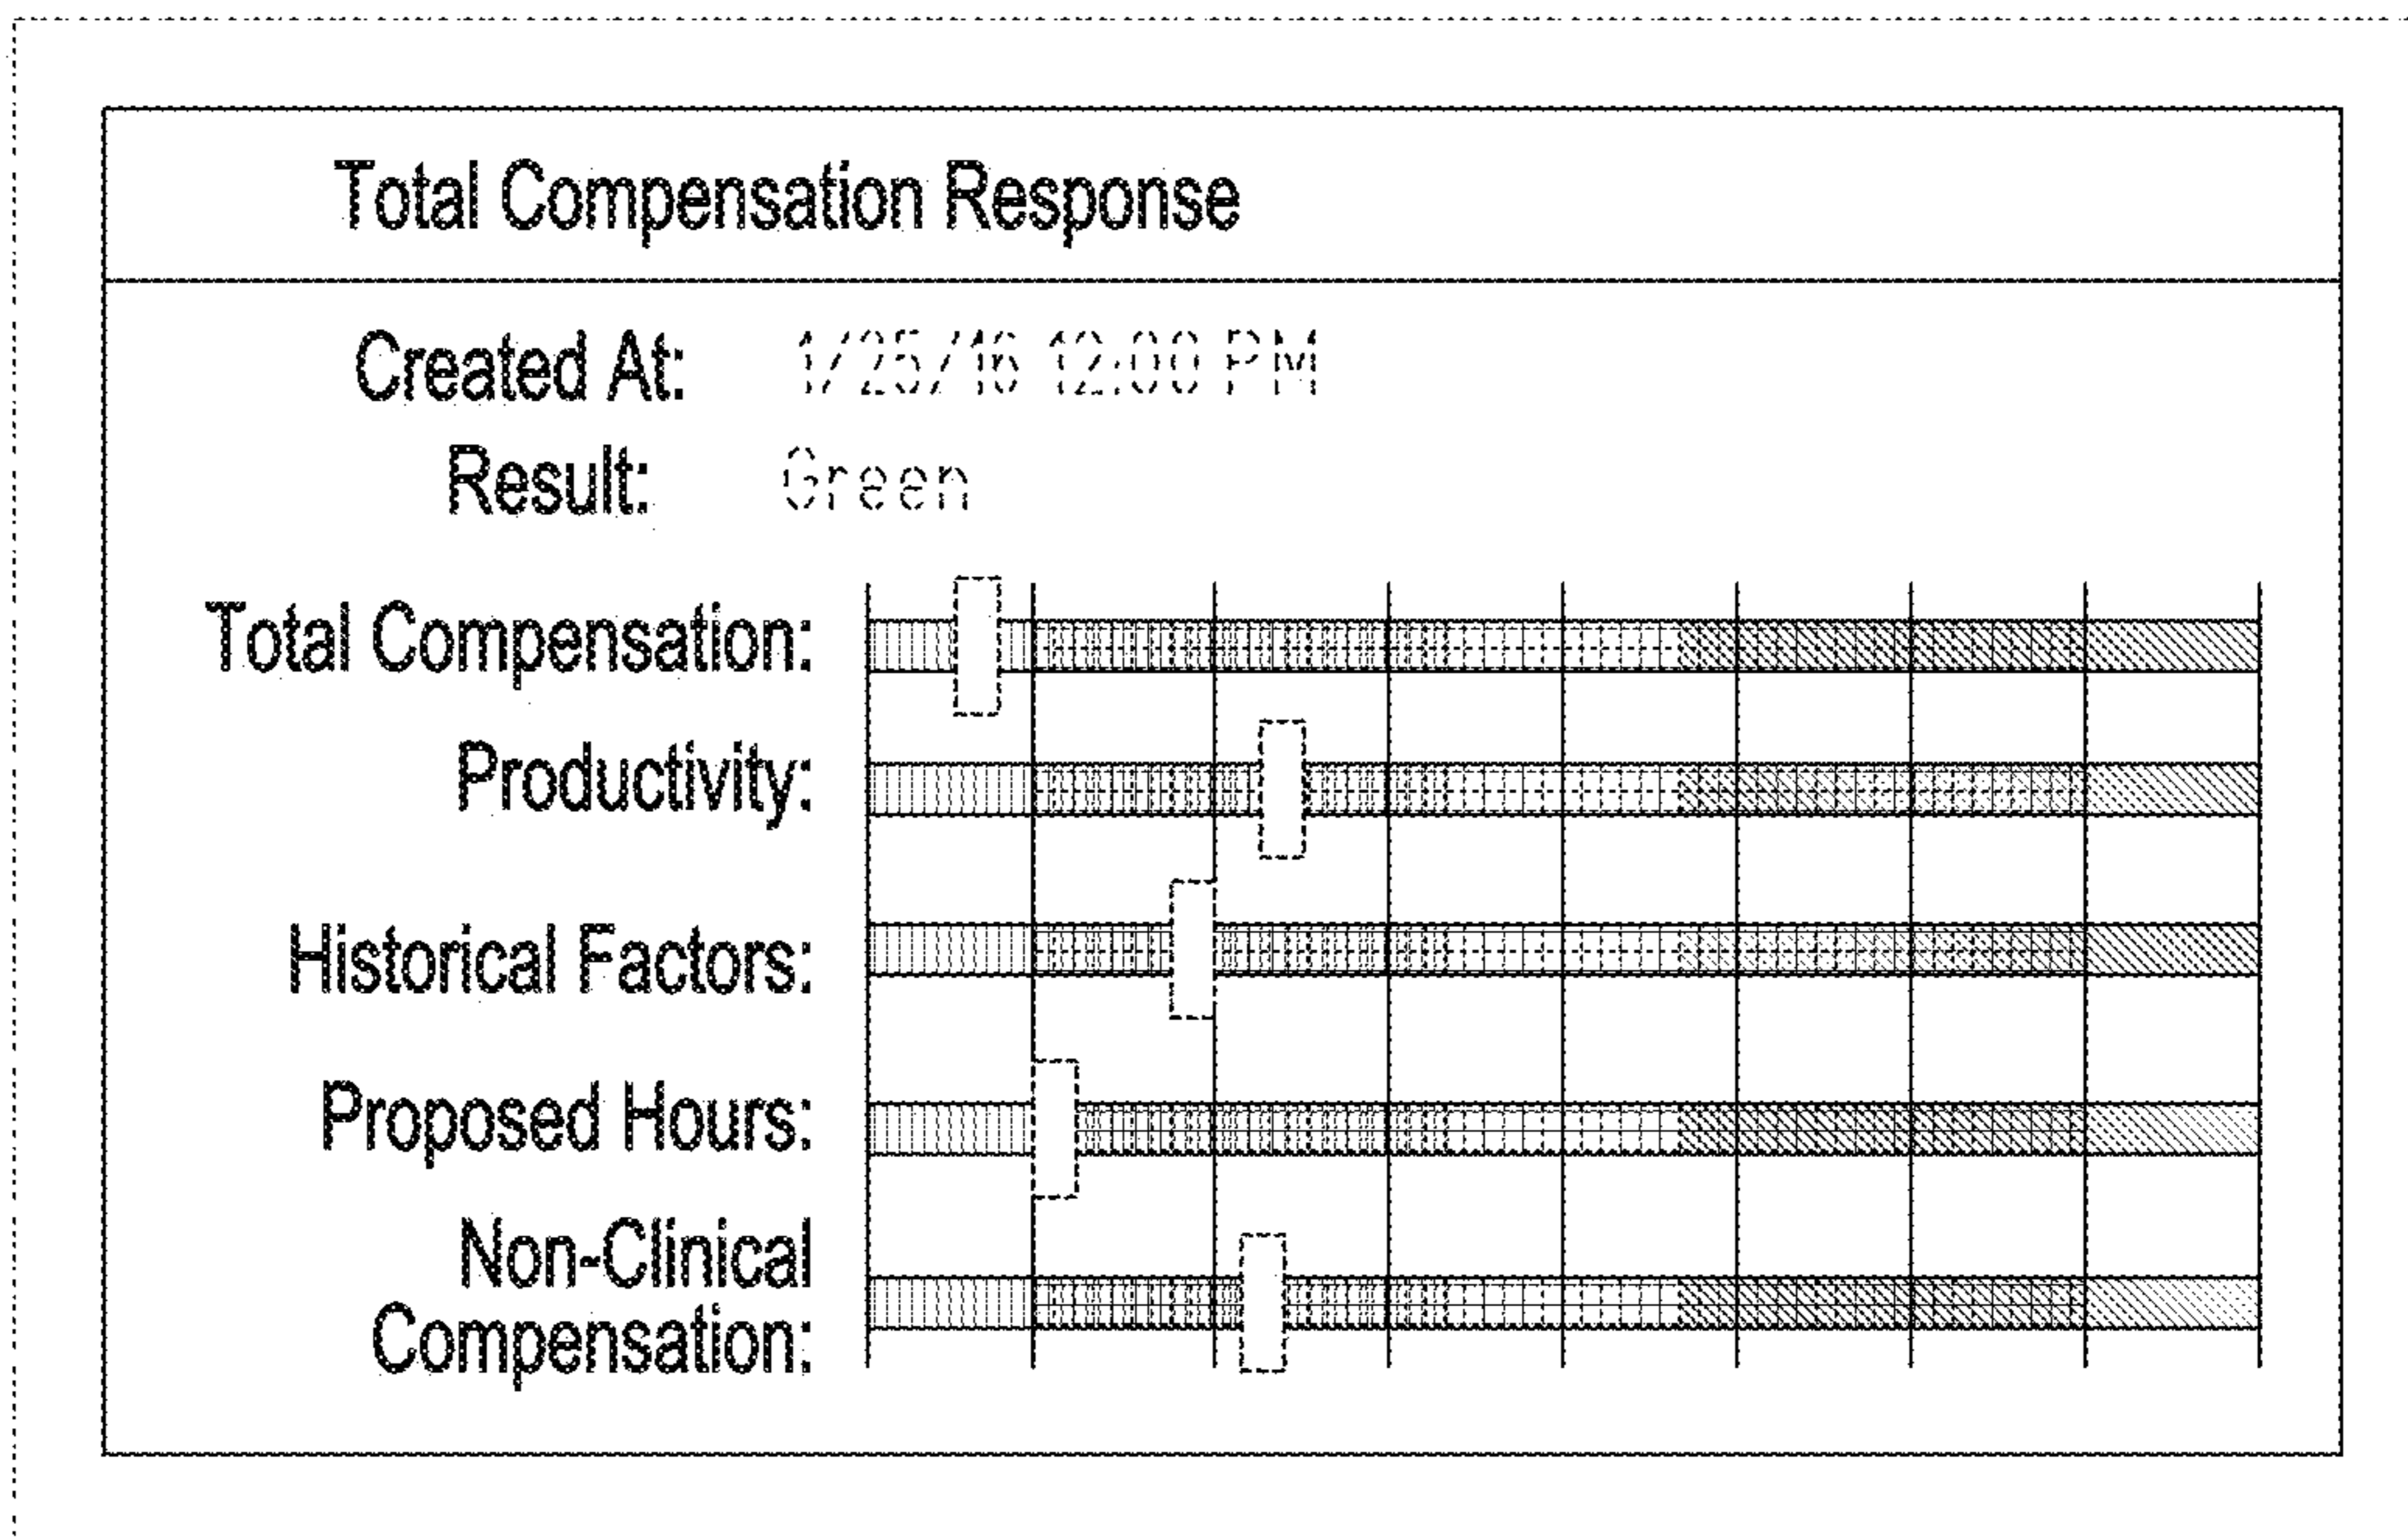 Total Compensation Response
Created At: 1/25/16 12:00 PM
Result: Green
Total Compensation:
Productivity:
Historical Factors:
Proposed Hours:
Non-Clinical
Compensation: